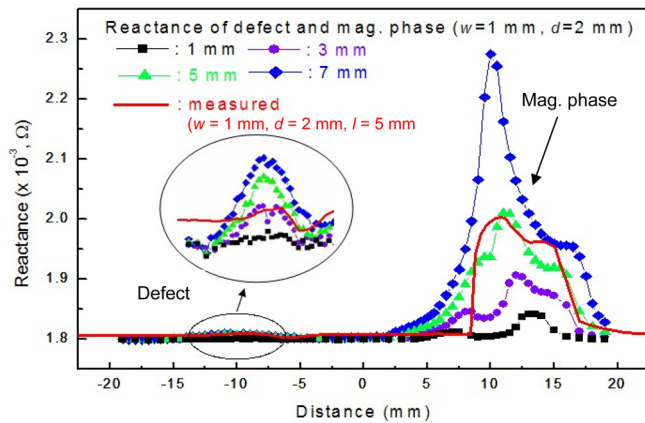 Reactance of defect and mag. phase (w=1 mm, d=2 mm)
: 1 mm : 3 mm
: 5 mm : 7 mm
: measured
(w = 1 mm, d = 2 mm, l = 5 mm
Mag. phase
Defect
Reactance (x 10⁻³, Ω)
2.3
2.2
2.1
2.0
1.9
1.8
-20 -15 -10 -5 0 5 10 15 20
Distance (mm)